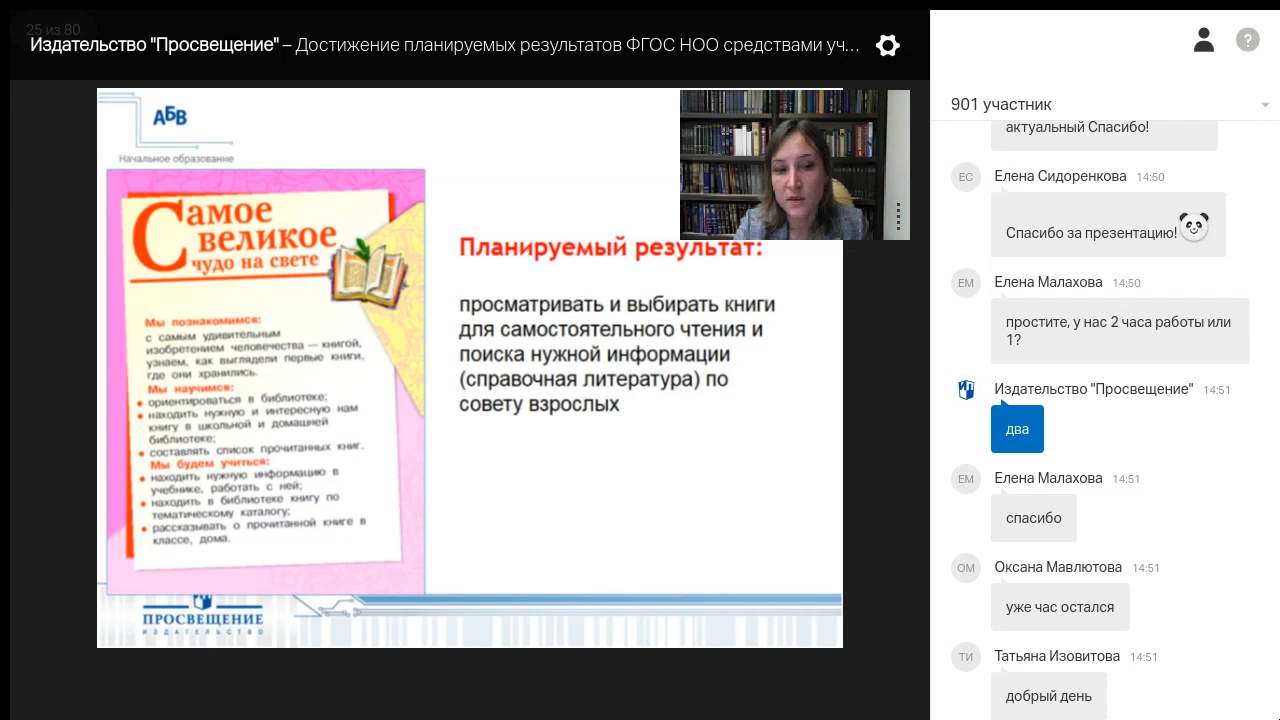 25 из 80
Издательство "Просвещение" – Достижение планируемых результатов ФГОС НОО средствами уч…
АБВ
Начальное образование
Самое
великое
чудо на свете
Мы познакомимся:
с самым удивительным
изобретением человечества — книгой,
узнаем, как выглядели первые книги,
где они хранились.
Мы научимся:
ориентироваться в библиотеке;
находить нужную и интересную нам
книгу в школьной и домашней
библиотеке;
составлять список прочитанных книг.
Мы будем учиться:
находить нужную информацию в
учебнике, работать с ней;
находить в библиотеке книгу по
тематическому каталогу;
рассказывать о прочитанной книге в
классе, дома.
Планируемый результат:
просматривать и выбирать книги
для самостоятельного чтения и
поиска нужной информации
(справочная литература) по
совету взрослых
ПРОСВЕЩЕНИЕ
ИЗДАТЕЛЬСТВО
901 участник
актуальный Спасибо!
ЕС Елена Сидоренкова 14:50
Спасибо за презентацию!
ЕМ Елена Малахова 14:50
простите, у нас 2 часа работы или
1?
Издательство "Просвещение" 14:51
два
ЕМ Елена Малахова 14:51
спасибо
ОМ Оксана Мавлютова 14:51
уже час остался
ТИ Татьяна Изовитова 14:51
добрый день